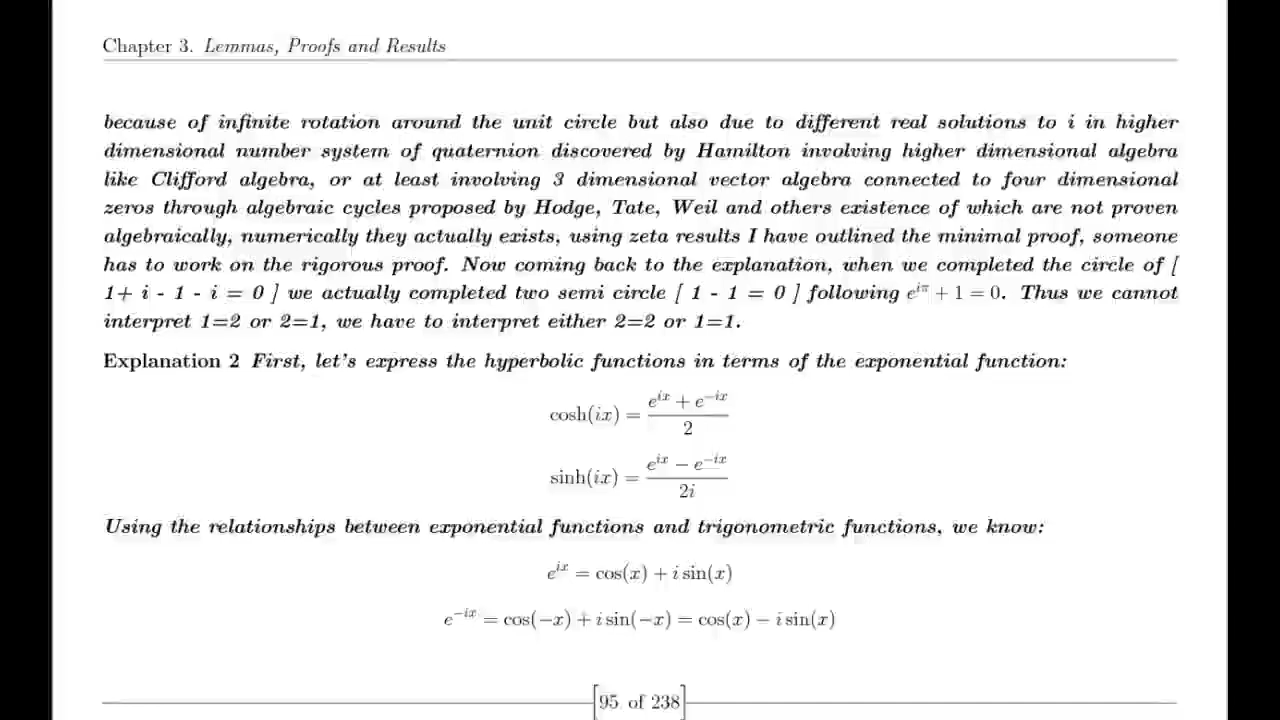 Chapter 3. Lemmas, Proofs and Results
because of infinite rotation around the unit circle but also due to different real solutions to i in higher
dimensional number system of quaternion discovered by Hamilton involving higher dimensional algebra
like Clifford algebra, or at least involving 3 dimensional vector algebra connected to four dimensional
zeros through algebraic cycles proposed by Hodge, Tate, Weil and others existence of which are not proven
algebraically, numerically they actually exists, using zeta results I have outlined the minimal proof, someone
has to work on the rigorous proof. Now coming back to the explanation, when we completed the circle of [
1+ i - 1 - i = 0 ] we actually completed two semi circle [ 1 - 1 = 0 ] following e^{iπ} + 1 = 0. Thus we cannot
interpret 1=2 or 2=1, we have to interpret either 2=2 or 1=1.
Explanation 2 First, let's express the hyperbolic functions in terms of the exponential function:
cosh(ix) = \frac{e^{ix} + e^{-ix}}{2}
sinh(ix) = \frac{e^{ix} − e^{-ix}}{2i}
Using the relationships between exponential functions and trigonometric functions, we know:
e^{ix} = cos(x) + i sin(x)
e^{-ix} = cos(−x) + i sin(−x) = cos(x) − i sin(x)
[95 of 238]